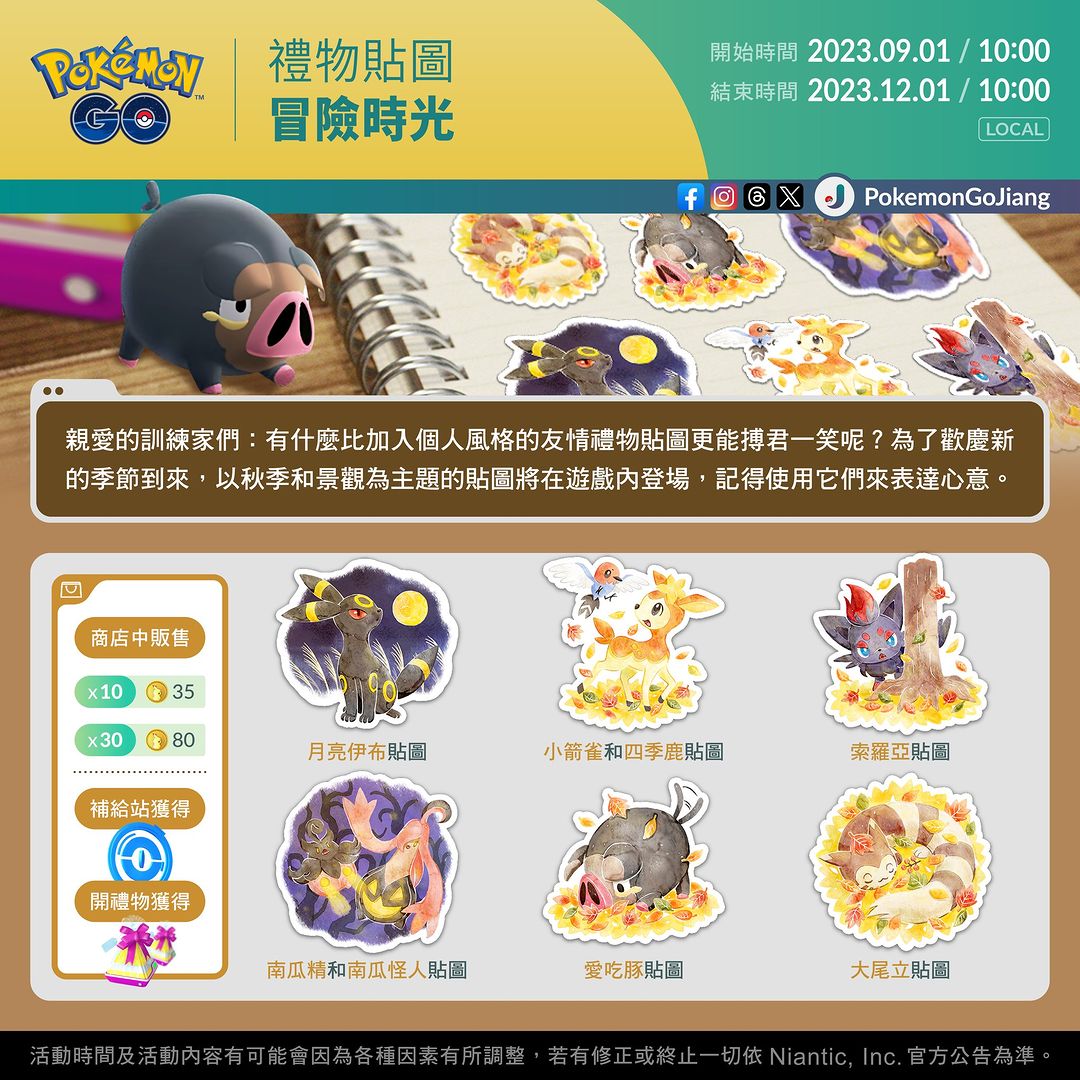 POKÉMON
GO
TM
禮物貼圖
冒險時光
開始時間 2023.09.01 / 10:00
結束時間 2023.12.01 / 10:00
LOCAL
PokemonGoJiang
親愛的訓練家們：有什麼比加入個人風格的友情禮物貼圖更能搏君一笑呢？為了歡慶新
的季節到來，以秋季和景觀為主題的貼圖將在遊戲內登場，記得使用它們來表達心意。
商店中販售
x10 35
x30 80
補給站獲得
開禮物獲得
月亮伊布貼圖
小箭雀和四季鹿貼圖
索羅亞貼圖
南瓜精和南瓜怪人貼圖
愛吃豚貼圖
大尾立貼圖
活動時間及活動內容有可能會因為各種因素有所調整，若有修正或終止一切依 Niantic, Inc. 官方公告為準。